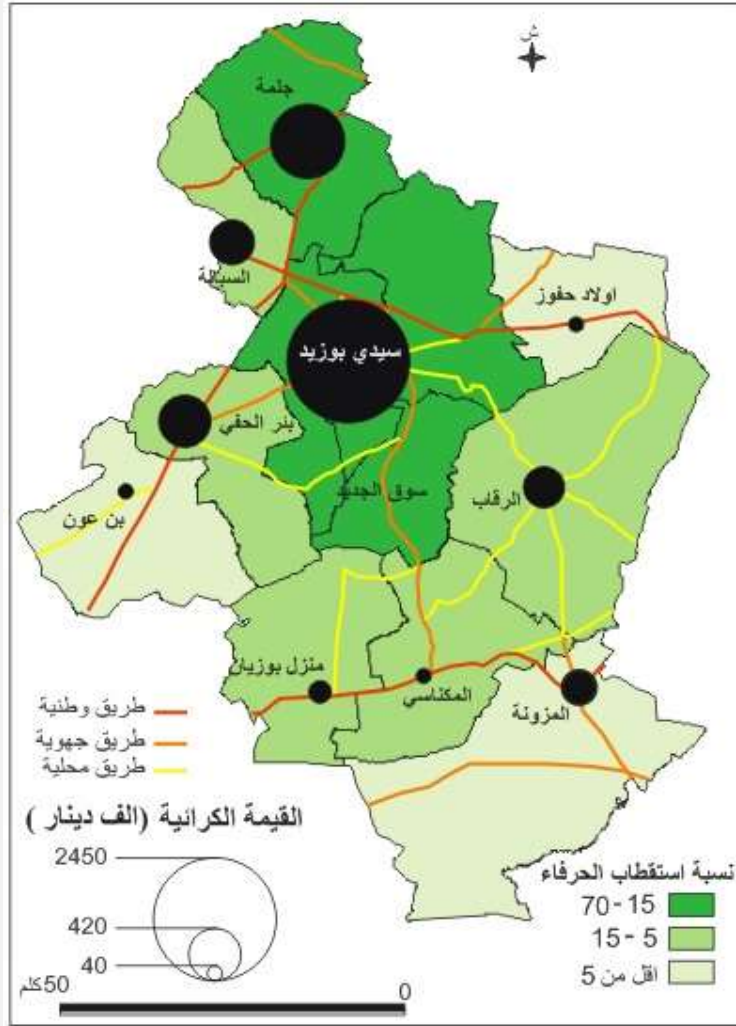 ش
جلمة
السبالة
اولاد حفوز
سيدي بوزيد
بئر الحفي
سوق الجديد
الرقاب
بن عون
منزل بوزيان
المكناسي
المزونة
طريق وطنية
طريق جهوية
طريق محلية
القيمة الكرائية (الف دينار )
2450
420
40
نسبة استقطاب الحرفاء
15 - 70
5 - 15
اقل من 5
50كلم
0